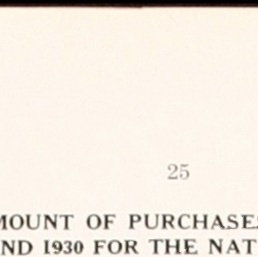 25
MOUNT OF PURCHASES
ND 1930 FOR THE NAT